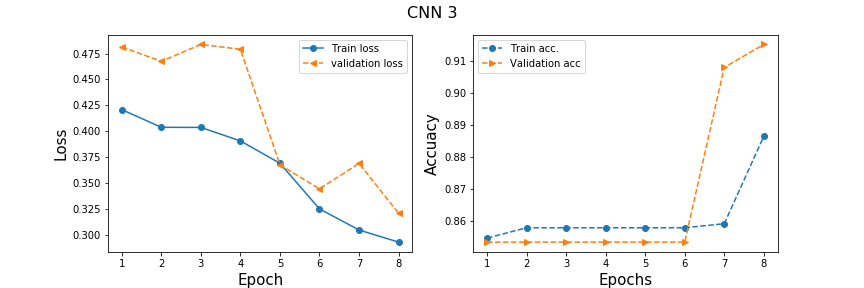 CNN 3
Train loss
validation loss
0.475
0.450
0.425
0.400
0.375
0.350
0.325
0.300
Loss
1 2 3 4 5 6 7 8
Epoch
Train acc.
Validation acc
0.91
0.90
0.89
0.88
0.87
0.86
Accuacy
1 2 3 4 5 6 7 8
Epochs